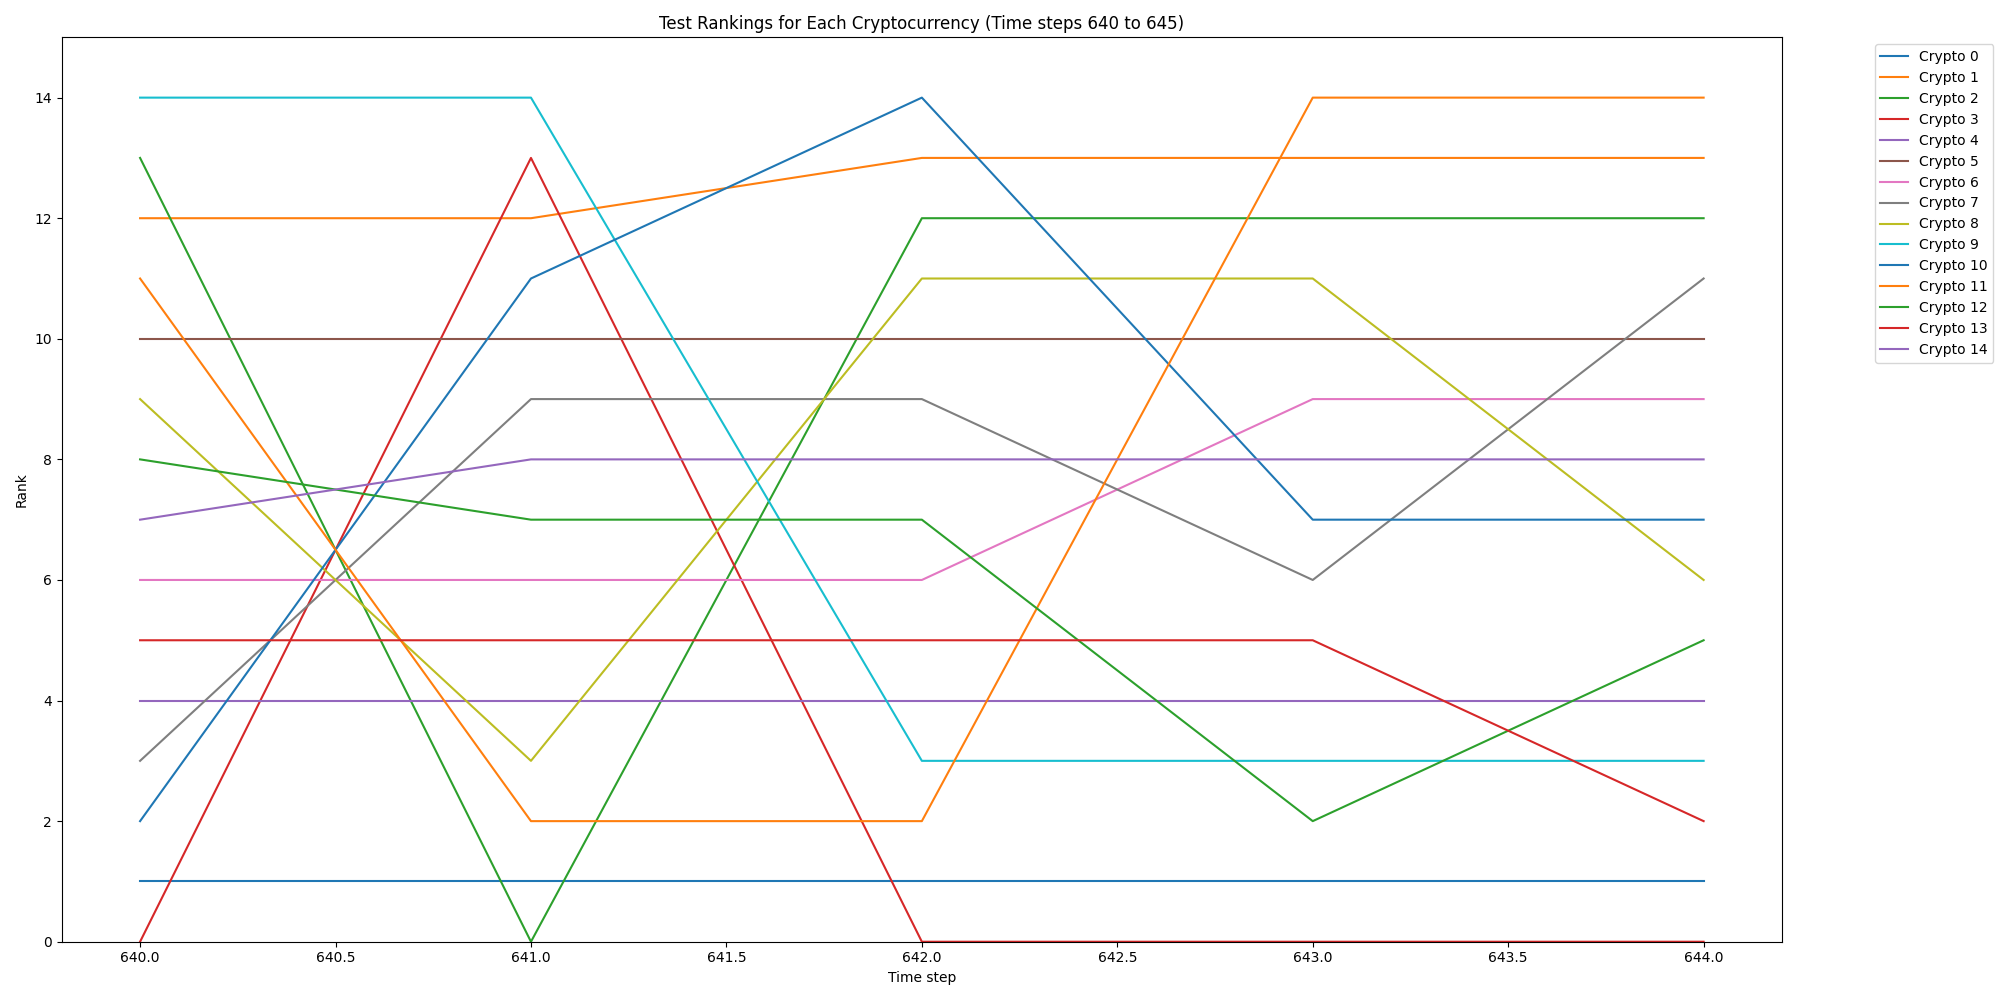 Test Rankings for Each Cryptocurrency (Time steps 640 to 645)
Rank
14
12
10
8
6
4
2
0
640.0 640.5 641.0 641.5 642.0 642.5 643.0 643.5 644.0
Time step
Crypto 0
Crypto 1
Crypto 2
Crypto 3
Crypto 4
Crypto 5
Crypto 6
Crypto 7
Crypto 8
Crypto 9
Crypto 10
Crypto 11
Crypto 12
Crypto 13
Crypto 14